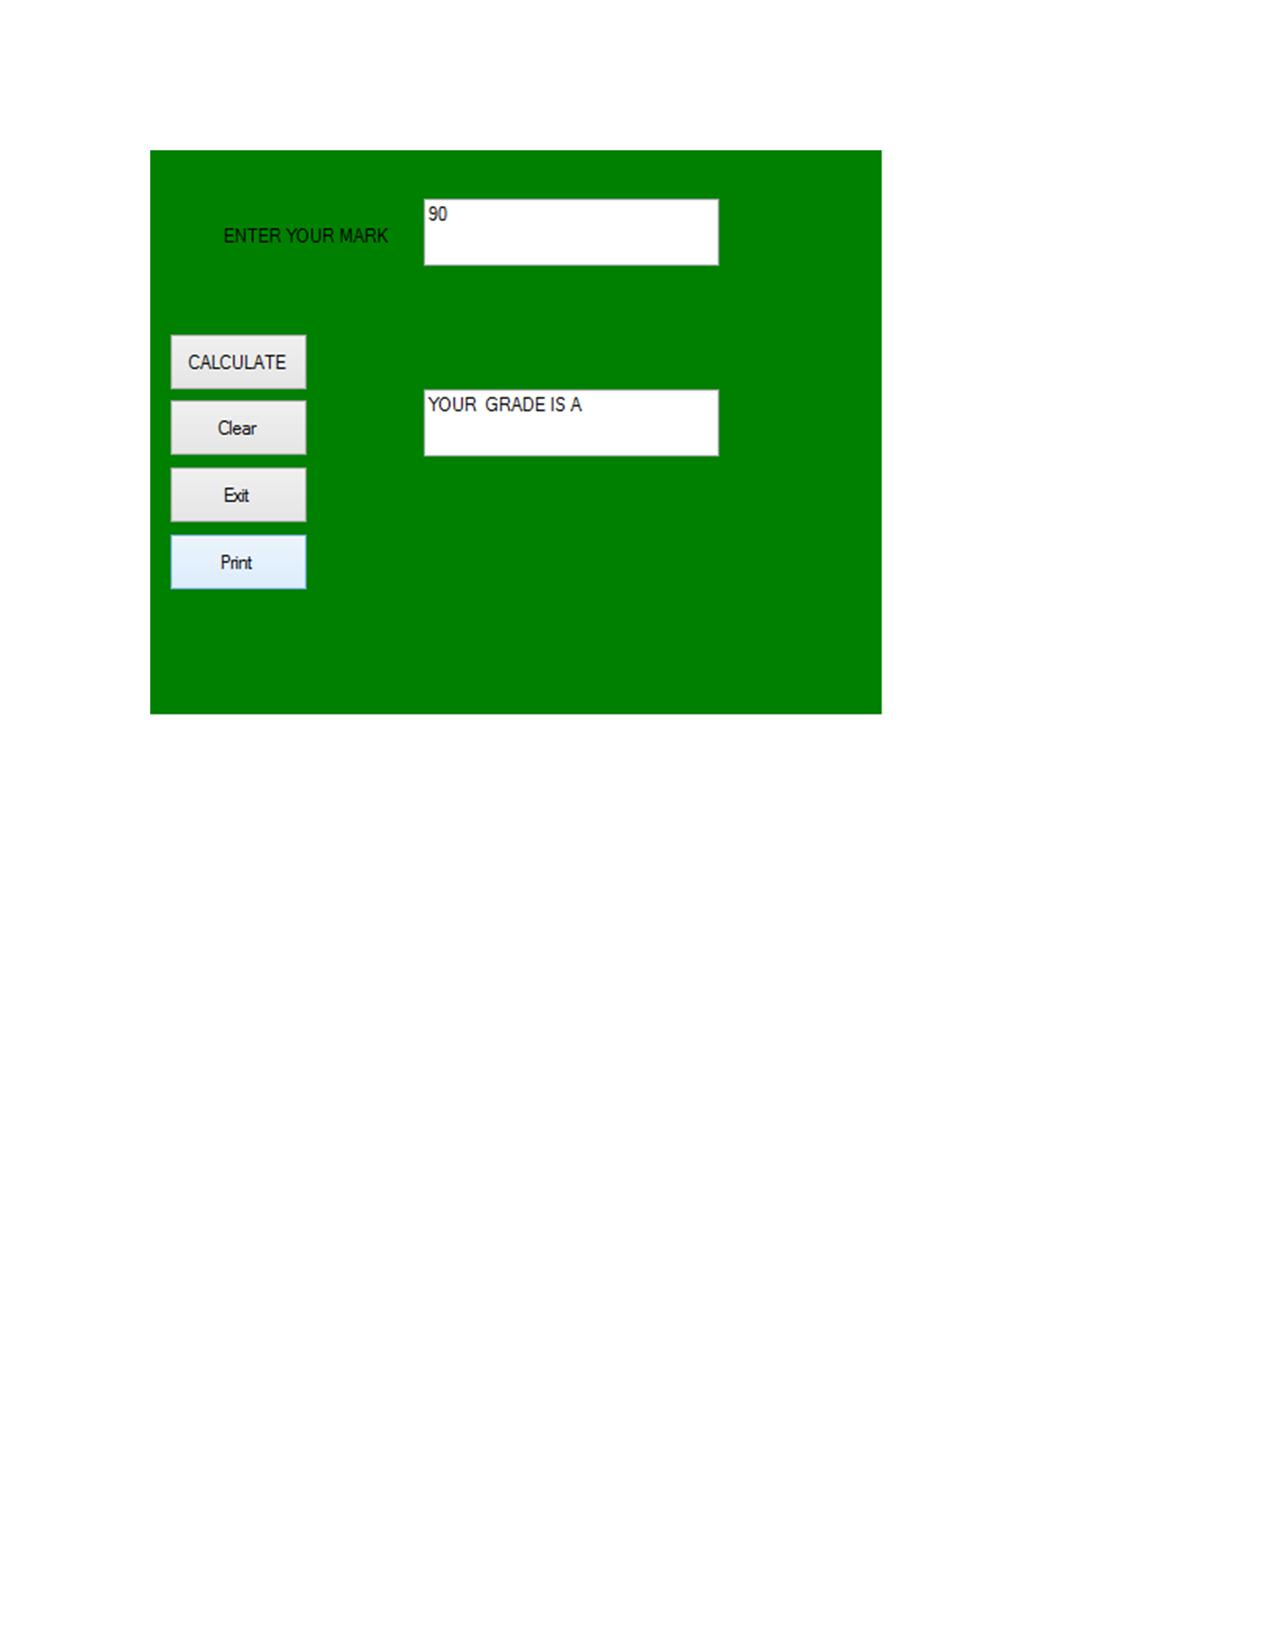 90
ENTER YOUR MARK
CALCULATE
YOUR  GRADE IS A
Clear
Exit
Print